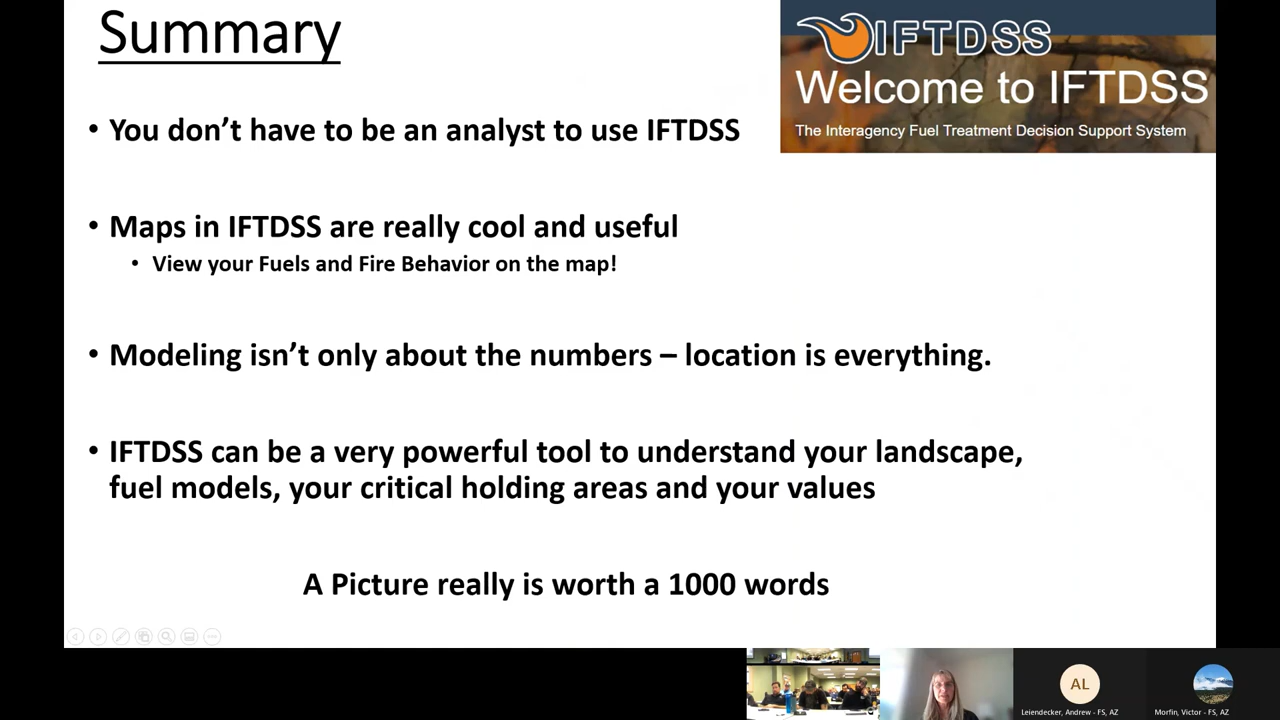 Summary
IFTDSS
Welcome to IFTDSS
The Interagency Fuel Treatment Decision Support System
• You don’t have to be an analyst to use IFTDSS
• Maps in IFTDSS are really cool and useful
• View your Fuels and Fire Behavior on the map!
• Modeling isn’t only about the numbers – location is everything.
• IFTDSS can be a very powerful tool to understand your landscape,
fuel models, your critical holding areas and your values
A Picture really is worth a 1000 words
AL
Leiendecker, Andrew - FS, AZ
Morfin, Victor - FS, AZ